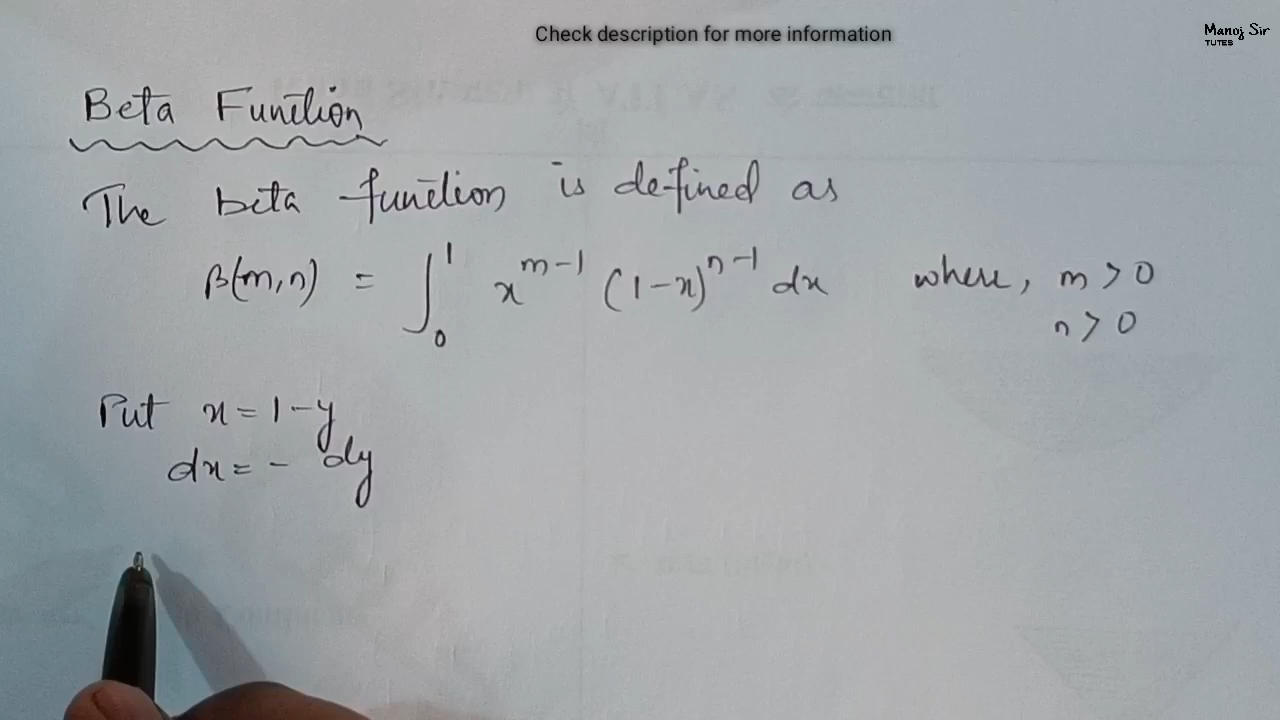 Check description for more information
Manoj Sir
TUTES
Beta Function
The beta function is defined as
β(m,n) = ∫₀¹ x^{m-1} (1-x)^{n-1} dx where, m > 0
n > 0
Put x = 1-y
dx = - dy